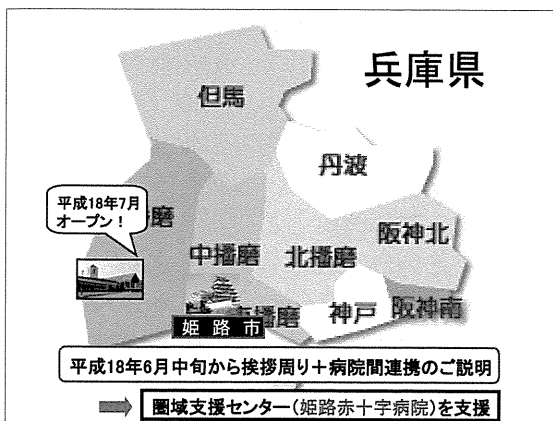 兵庫県
但馬
丹波
平成18年7月
オープン！
磨
阪神北
中播磨
北播磨
播磨
神戸
阪神南
姫路市
平成18年6月中旬から挨拶周り＋病院間連携のご説明
圏域支援センター（姫路赤十字病院）を支援